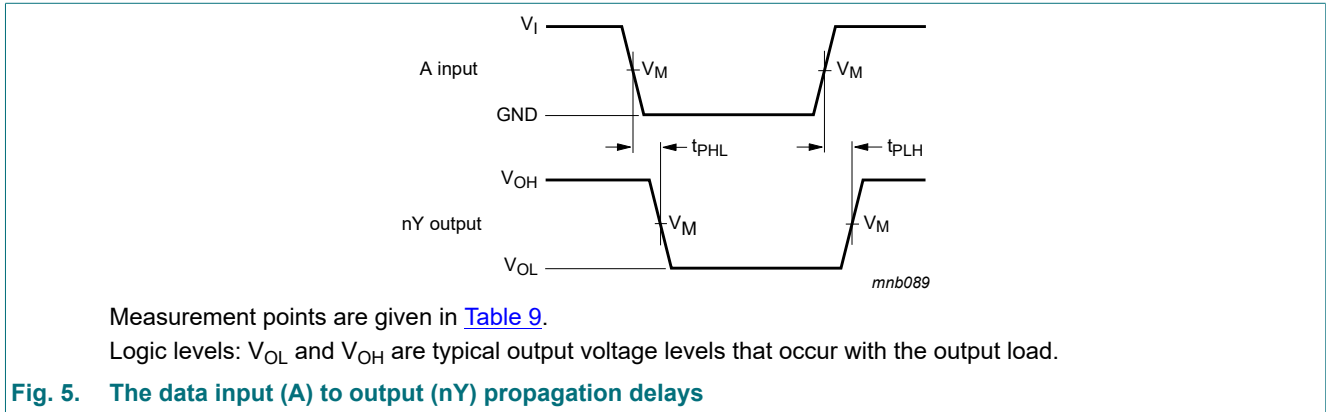 V_I
A input
V_M
V_M
GND
t_PHL
t_PLH
V_OH
nY output
V_M
V_M
V_OL
mnb089
Measurement points are given in Table 9.
Logic levels: V_OL and V_OH are typical output voltage levels that occur with the output load.
Fig. 5. The data input (A) to output (nY) propagation delays